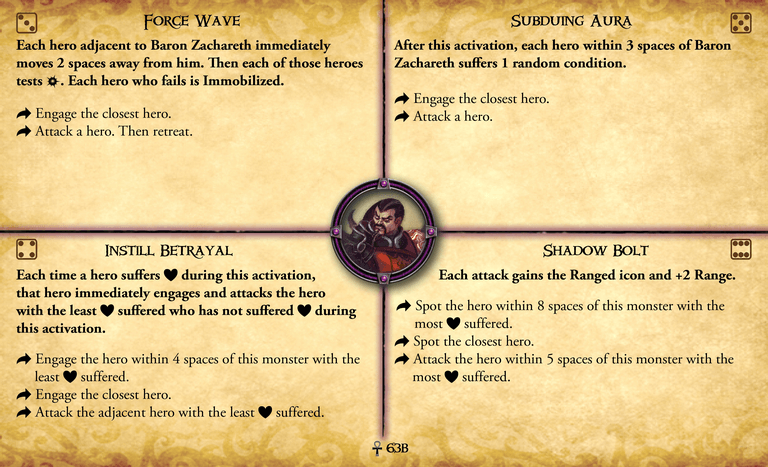 Force Wave
Each hero adjacent to Baron Zachareth immediately
moves 2 spaces away from him. Then each of those heroes
tests . Each hero who fails is Immobilized.
Engage the closest hero.
Attack a hero. Then retreat.
Subduing Aura
After this activation, each hero within 3 spaces of Baron
Zachareth suffers 1 random condition.
Engage the closest hero.
Attack a hero.
Instill Betrayal
Each time a hero suffers ♥ during this activation,
that hero immediately engages and attacks the hero
with the least ♥ suffered who has not suffered ♥ during
this activation.
Engage the hero within 4 spaces of this monster with the
least ♥ suffered.
Engage the closest hero.
Attack the adjacent hero with the least ♥ suffered.
Shadow Bolt
Each attack gains the Ranged icon and +2 Range.
Spot the hero within 8 spaces of this monster with the
most ♥ suffered.
Spot the closest hero.
Attack the hero within 5 spaces of this monster with the
most ♥ suffered.
63B